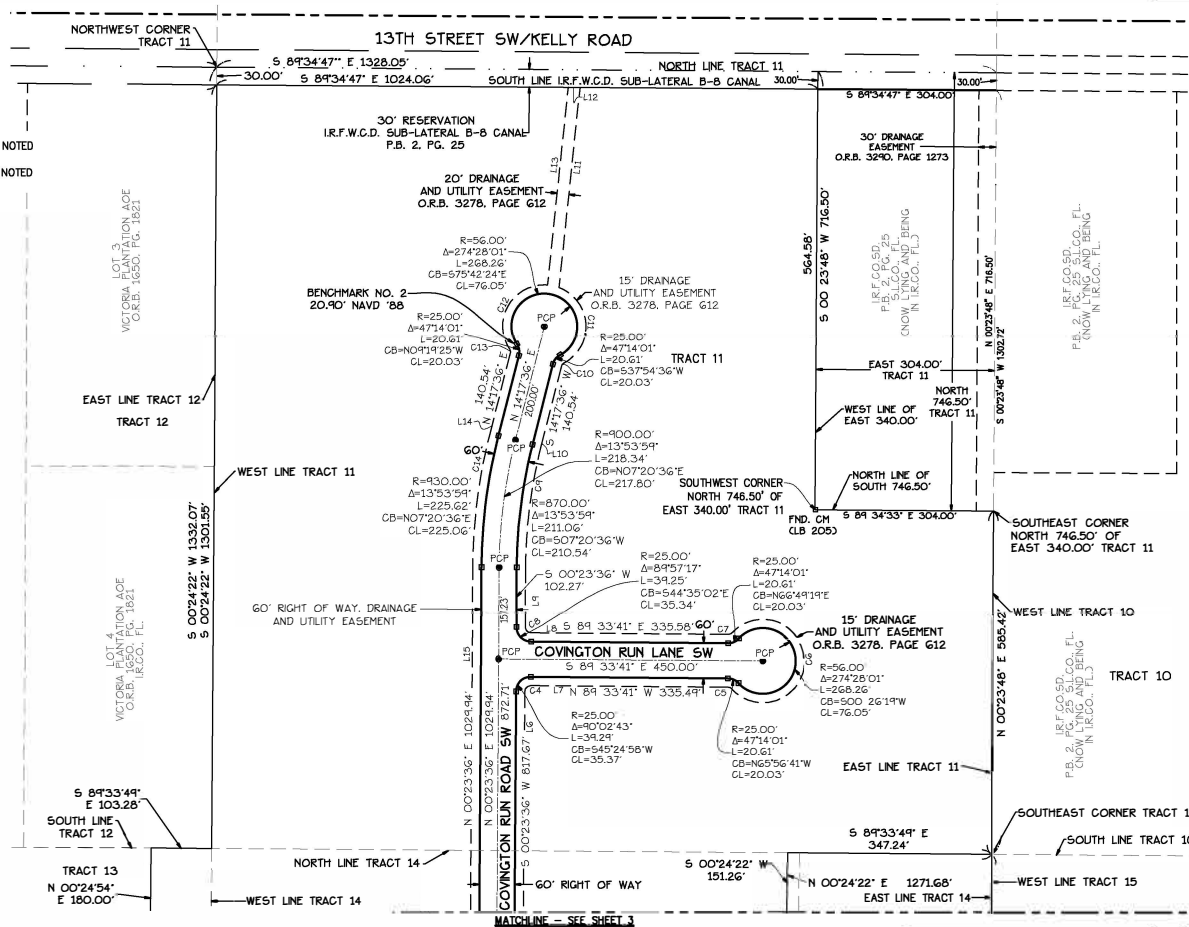 NORTHWEST CORNER
TRACT 11
13TH STREET SW/KELLY ROAD
S 89°34'47" E 1328.05'
NORTH LINE TRACT 11
30.00'
S 89°34'47" E 1024.06'
SOUTH LINE I.R.F.W.C.D. SUB-LATERAL B-8 CANAL
30.00'
30.00'
S 89°34'47" E 304.00'
L12
30' RESERVATION
I.R.F.W.C.D. SUB-LATERAL B-8 CANAL
P.B. 2, PG. 25
NOTED
NOTED
30' DRAINAGE
EASEMENT
O.R.B. 3290, PAGE 1273
L13
L11
20' DRAINAGE
AND UTILITY EASEMENT
O.R.B. 3278, PAGE 612
LOT 3
VICTORIA PLANTATION AOE
O.R.B. 1650, PG. 1821
564.58'
S 00°23'48" W 716.50'
I.R.F.CO.SD.
P.B. 2, PG. 25
S.L.CO., FL.
(NOW LYING AND BEING
IN I.R.CO., FL.)
N 00°23'48" E 716.50'
S 00°23'48" W 1302.72'
I.R.F.CO.SD.
P.B. 2, PG. 25 S.L.CO., FL.
(NOW LYING AND BEING
IN I.R.CO., FL.
R=56.00'
Δ=274°28'01"
L=268.26'
CB=S75°42'24"E
CL=76.05'
15' DRAINAGE
AND UTILITY EASEMENT
O.R.B. 3278, PAGE 612
BENCHMARK NO. 2
20.90' NAVD '88
C12
C11
PCP
R=25.00'
Δ=47°14'01"
L=20.61'
CB=N09°19'25"W
CL=20.03'
C13
R=25.00'
Δ=47°14'01"
L=20.61'
CB=S37°54'36"W
CL=20.03'
C10
TRACT 11
EAST 304.00'
TRACT 11
NORTH
746.50'
TRACT 11
140.54'
N 14°17'36" E
N 14°17'36" E
200.00'
S 14°17'36" W
140.54'
EAST LINE TRACT 12
TRACT 12
WEST LINE OF
EAST 340.00'
L14
L10
PCP
60'
C14
C9
R=900.00'
Δ=13°53'59"
L=218.34'
CB=N07°20'36"E
CL=217.80'
WEST LINE TRACT 11
NORTH LINE OF
SOUTH 746.50'
SOUTHWEST CORNER
NORTH 746.50' OF
EAST 340.00' TRACT 11
R=930.00'
Δ=13°53'59"
L=225.62'
CB=N07°20'36"E
CL=225.06'
R=870.00'
Δ=13°53'59"
L=211.06'
CB=S07°20'36"W
CL=210.54'
FND. CM
(LB 205)
S 89 34'33" E 304.00'
SOUTHEAST CORNER
NORTH 746.50' OF
EAST 340.00' TRACT 11
S 00°24'22" W 1332.07'
S 00°24'22" W 1301.55'
PCP
R=25.00'
Δ=89°57'17"
L=39.25'
CB=S44°35'02"E
CL=35.34'
R=25.00'
Δ=47°14'01"
L=20.61'
CB=N66°49'19"E
CL=20.03'
S 00°23'36" W
102.27'
157.23'
L9
C8
60' RIGHT OF WAY, DRAINAGE
AND UTILITY EASEMENT
WEST LINE TRACT 10
LOT 4
VICTORIA PLANTATION AOE
O.R.B. 1650, PG. 1821
I.R.CO., FL.
L8
S 89 33'41" E 335.58'
60'
C7
15' DRAINAGE
AND UTILITY EASEMENT
O.R.B. 3278, PAGE 612
L15
COVINGTON RUN LANE SW
PCP
PCP
C6
S 89 33'41" E 450.00'
N 00°23'48" E 585.42'
I.R.F.CO.SD.
P.B. 2, PG. 25 S.L.CO., FL.
(NOW LYING AND BEING
IN I.R.CO., FL.)
TRACT 10
R=56.00'
Δ=274°28'01"
L=268.26'
CB=S00 26'19"W
CL=76.05'
C4
L7
N 89 33'41" W 335.49'
C5
R=25.00'
Δ=90°02'43"
L=39.29'
CB=S45°24'58"W
CL=35.37'
R=25.00'
Δ=47°14'01"
L=20.61'
CB=N65°56'41"W
CL=20.03'
N 00°23'36" E 1029.94'
N 00°23'36" E 1029.94'
872.71'
COVINGTON RUN ROAD SW
L6
S 00°23'36" W 817.67'
EAST LINE TRACT 11
S 89°33'49"
E 103.28'
SOUTH LINE
TRACT 12
SOUTHEAST CORNER TRACT 1
SOUTH LINE TRACT 10
S 89°33'49" E
347.24'
TRACT 13
N 00°24'54"
E 180.00'
NORTH LINE TRACT 14
S 00°24'22" W
151.26'
N 00°24'22" E 1271.68'
60' RIGHT OF WAY
WEST LINE TRACT 15
WEST LINE TRACT 14
EAST LINE TRACT 14
MATCHLINE - SEE SHEET 3